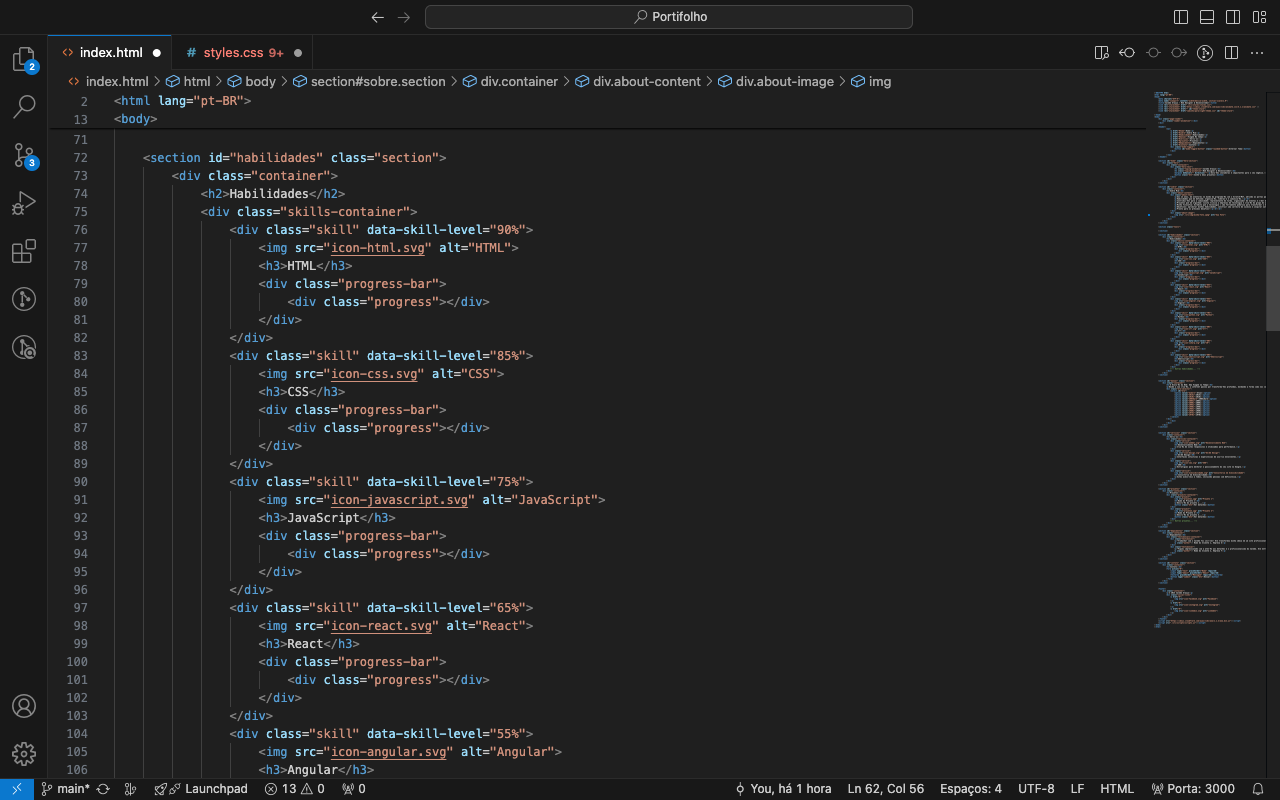 Portifolho
index.html
styles.css 9+
index.html > html > body > section#sobre.section > div.container > div.about-content > div.about-image > img
2 <html lang="pt-BR">
13 <body>
71
72 <section id="habilidades" class="section">
73 <div class="container">
74 <h2>Habilidades</h2>
75 <div class="skills-container">
76 <div class="skill" data-skill-level="90%">
77 <img src="icon-html.svg" alt="HTML">
78 <h3>HTML</h3>
79 <div class="progress-bar">
80 <div class="progress"></div>
81 </div>
82 </div>
83 <div class="skill" data-skill-level="85%">
84 <img src="icon-css.svg" alt="CSS">
85 <h3>CSS</h3>
86 <div class="progress-bar">
87 <div class="progress"></div>
88 </div>
89 </div>
90 <div class="skill" data-skill-level="75%">
91 <img src="icon-javascript.svg" alt="JavaScript">
92 <h3>JavaScript</h3>
93 <div class="progress-bar">
94 <div class="progress"></div>
95 </div>
96 </div>
97 <div class="skill" data-skill-level="65%">
98 <img src="icon-react.svg" alt="React">
99 <h3>React</h3>
100 <div class="progress-bar">
101 <div class="progress"></div>
102 </div>
103 </div>
104 <div class="skill" data-skill-level="55%">
105 <img src="icon-angular.svg" alt="Angular">
106 <h3>Angular</h3>
2
3
main* Launchpad 13 0 0 You, há 1 hora Ln 62, Col 56 Espaços: 4 UTF-8 LF HTML Porta: 3000